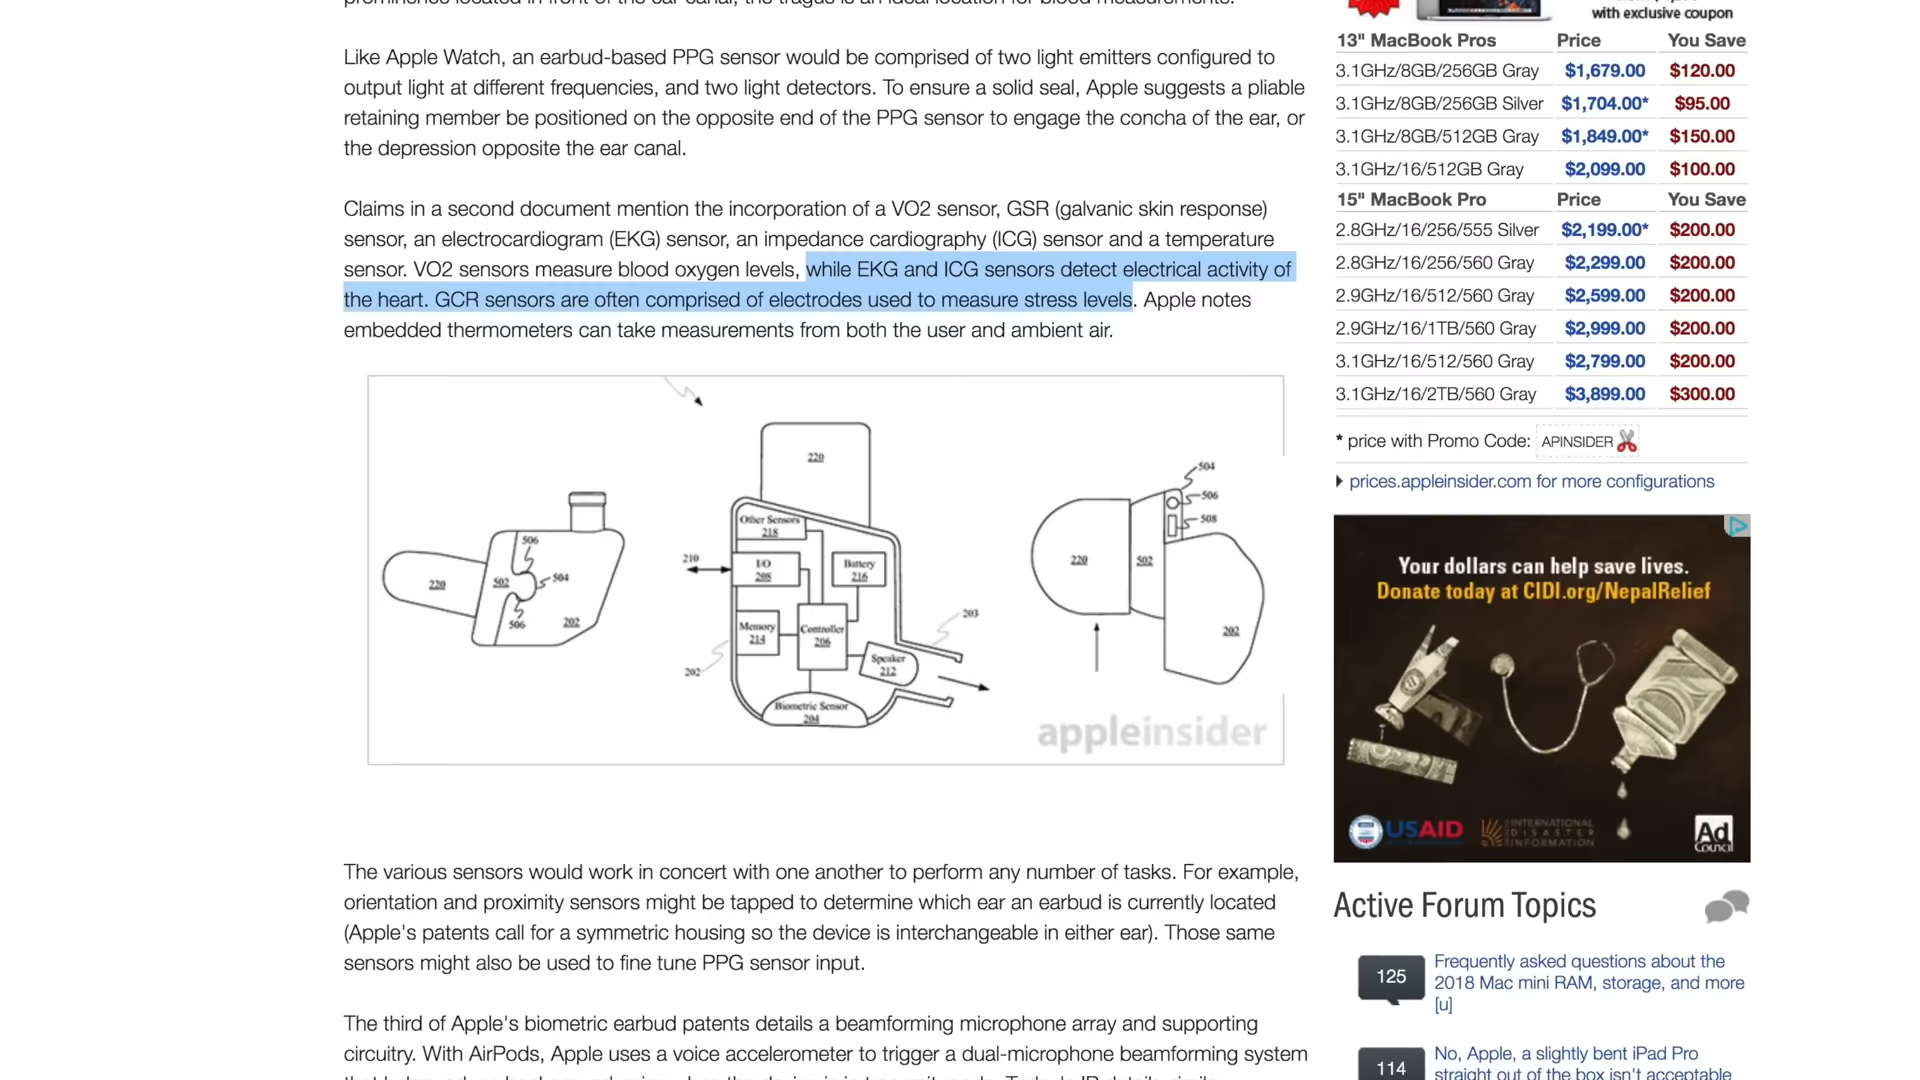 Like Apple Watch, an earbud-based PPG sensor would be comprised of two light emitters configured to
output light at different frequencies, and two light detectors. To ensure a solid seal, Apple suggests a pliable
retaining member be positioned on the opposite end of the PPG sensor to engage the concha of the ear, or
the depression opposite the ear canal.
Claims in a second document mention the incorporation of a VO2 sensor, GSR (galvanic skin response)
sensor, an electrocardiogram (EKG) sensor, an impedance cardiography (ICG) sensor and a temperature
sensor. VO2 sensors measure blood oxygen levels, while EKG and ICG sensors detect electrical activity of
the heart. GCR sensors are often comprised of electrodes used to measure stress levels. Apple notes
embedded thermometers can take measurements from both the user and ambient air.
220
502
506
504
506
202
220
Other Sensors
218
210
I/O
208
Battery
216
Memory
214
Controller
206
Speaker
212
203
202
Biometric Sensor
204
504
506
508
220
502
202
appleinsider
The various sensors would work in concert with one another to perform any number of tasks. For example,
orientation and proximity sensors might be tapped to determine which ear an earbud is currently located
(Apple's patents call for a symmetric housing so the device is interchangeable in either ear). Those same
sensors might also be used to fine tune PPG sensor input.
The third of Apple's biometric earbud patents details a beamforming microphone array and supporting
circuitry. With AirPods, Apple uses a voice accelerometer to trigger a dual-microphone beamforming system
with exclusive coupon
13" MacBook Pros Price You Save
3.1GHz/8GB/256GB Gray $1,679.00 $120.00
3.1GHz/8GB/256GB Silver $1,704.00* $95.00
3.1GHz/8GB/512GB Gray $1,849.00* $150.00
3.1GHz/16/512GB Gray $2,099.00 $100.00
15" MacBook Pro Price You Save
2.8GHz/16/256/555 Silver $2,199.00* $200.00
2.8GHz/16/256/560 Gray $2,299.00 $200.00
2.9GHz/16/512/560 Gray $2,599.00 $200.00
2.9GHz/16/1TB/560 Gray $2,999.00 $200.00
3.1GHz/16/512/560 Gray $2,799.00 $200.00
3.1GHz/16/2TB/560 Gray $3,899.00 $300.00
* price with Promo Code: APINSIDER
prices.appleinsider.com for more configurations
Your dollars can help save lives.
Donate today at CIDI.org/NepalRelief
USAID
INTERNATIONAL
DISASTER
INFORMATION
Ad
Council
Active Forum Topics
125
Frequently asked questions about the
2018 Mac mini RAM, storage, and more
[u]
114
No, Apple, a slightly bent iPad Pro
straight out of the box isn't acceptable